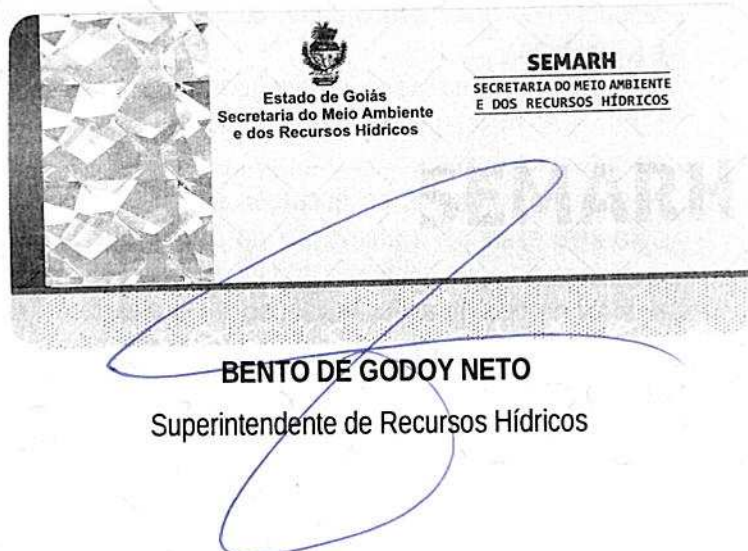 Estado de Goiás
Secretaria do Meio Ambiente
e dos Recursos Hídricos
SEMARH
SECRETARIA DO MEIO AMBIENTE
E DOS RECURSOS HÍDRICOS
BENTO DE GODOY NETO
Superintendente de Recursos Hídricos